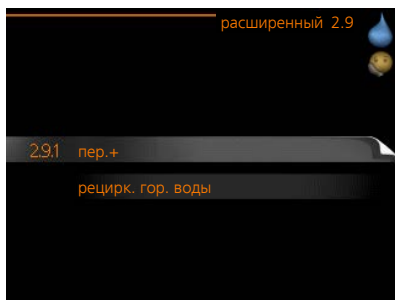 расширенный 2.9
2.9.1 пер.+
рецирк. гор. воды